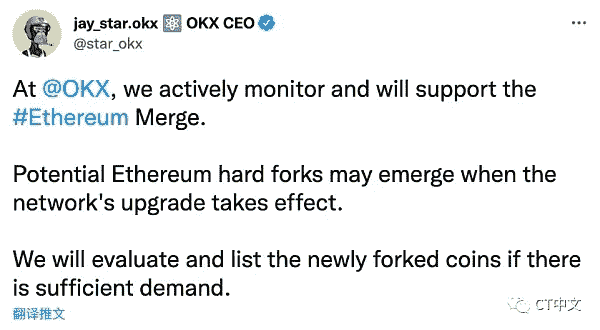 jay_star.okx OKX CEO
@star_okx
At @OKX, we actively monitor and will support the
#Ethereum Merge.
Potential Ethereum hard forks may emerge when the
network's upgrade takes effect.
We will evaluate and list the newly forked coins if there
is sufficient demand.
翻译推文
CT中文